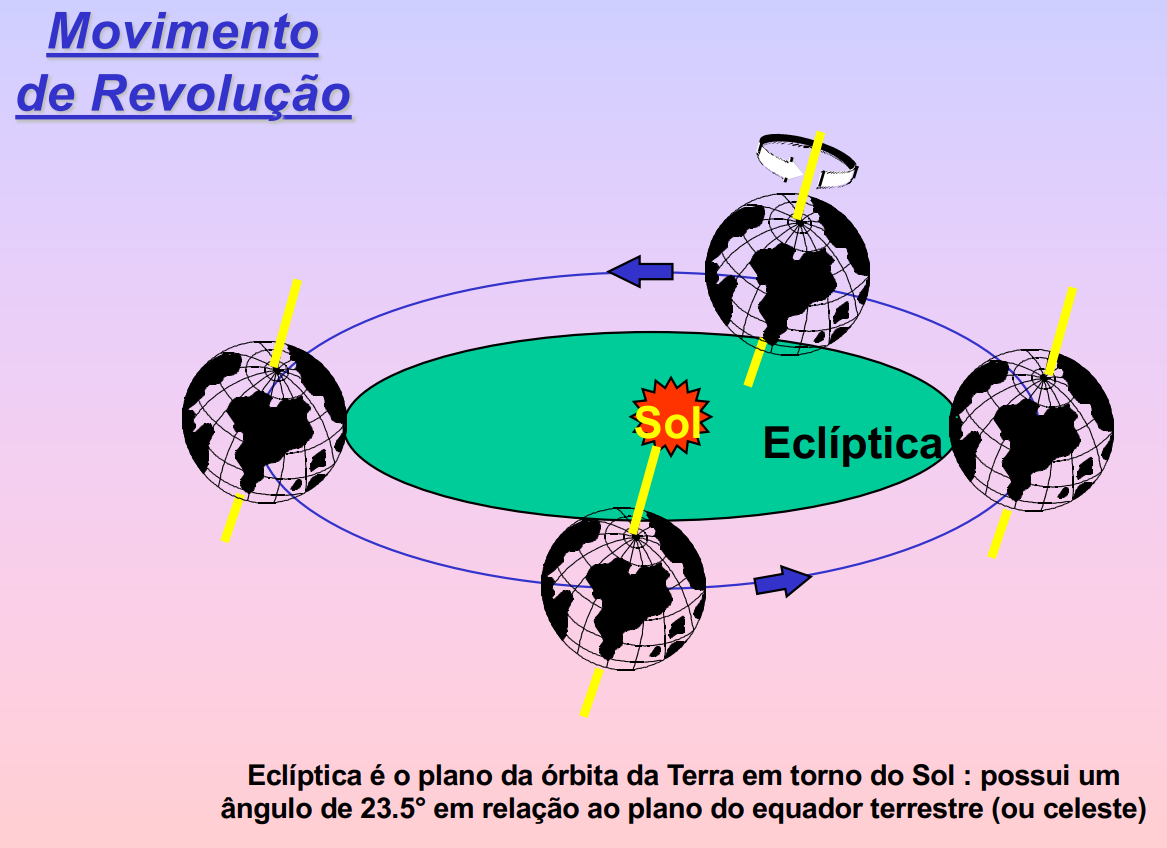 Movimento
de Revolução
Sol
Eclíptica
Eclíptica é o plano da órbita da Terra em torno do Sol : possui um
ângulo de 23.5° em relação ao plano do equador terrestre (ou celeste)